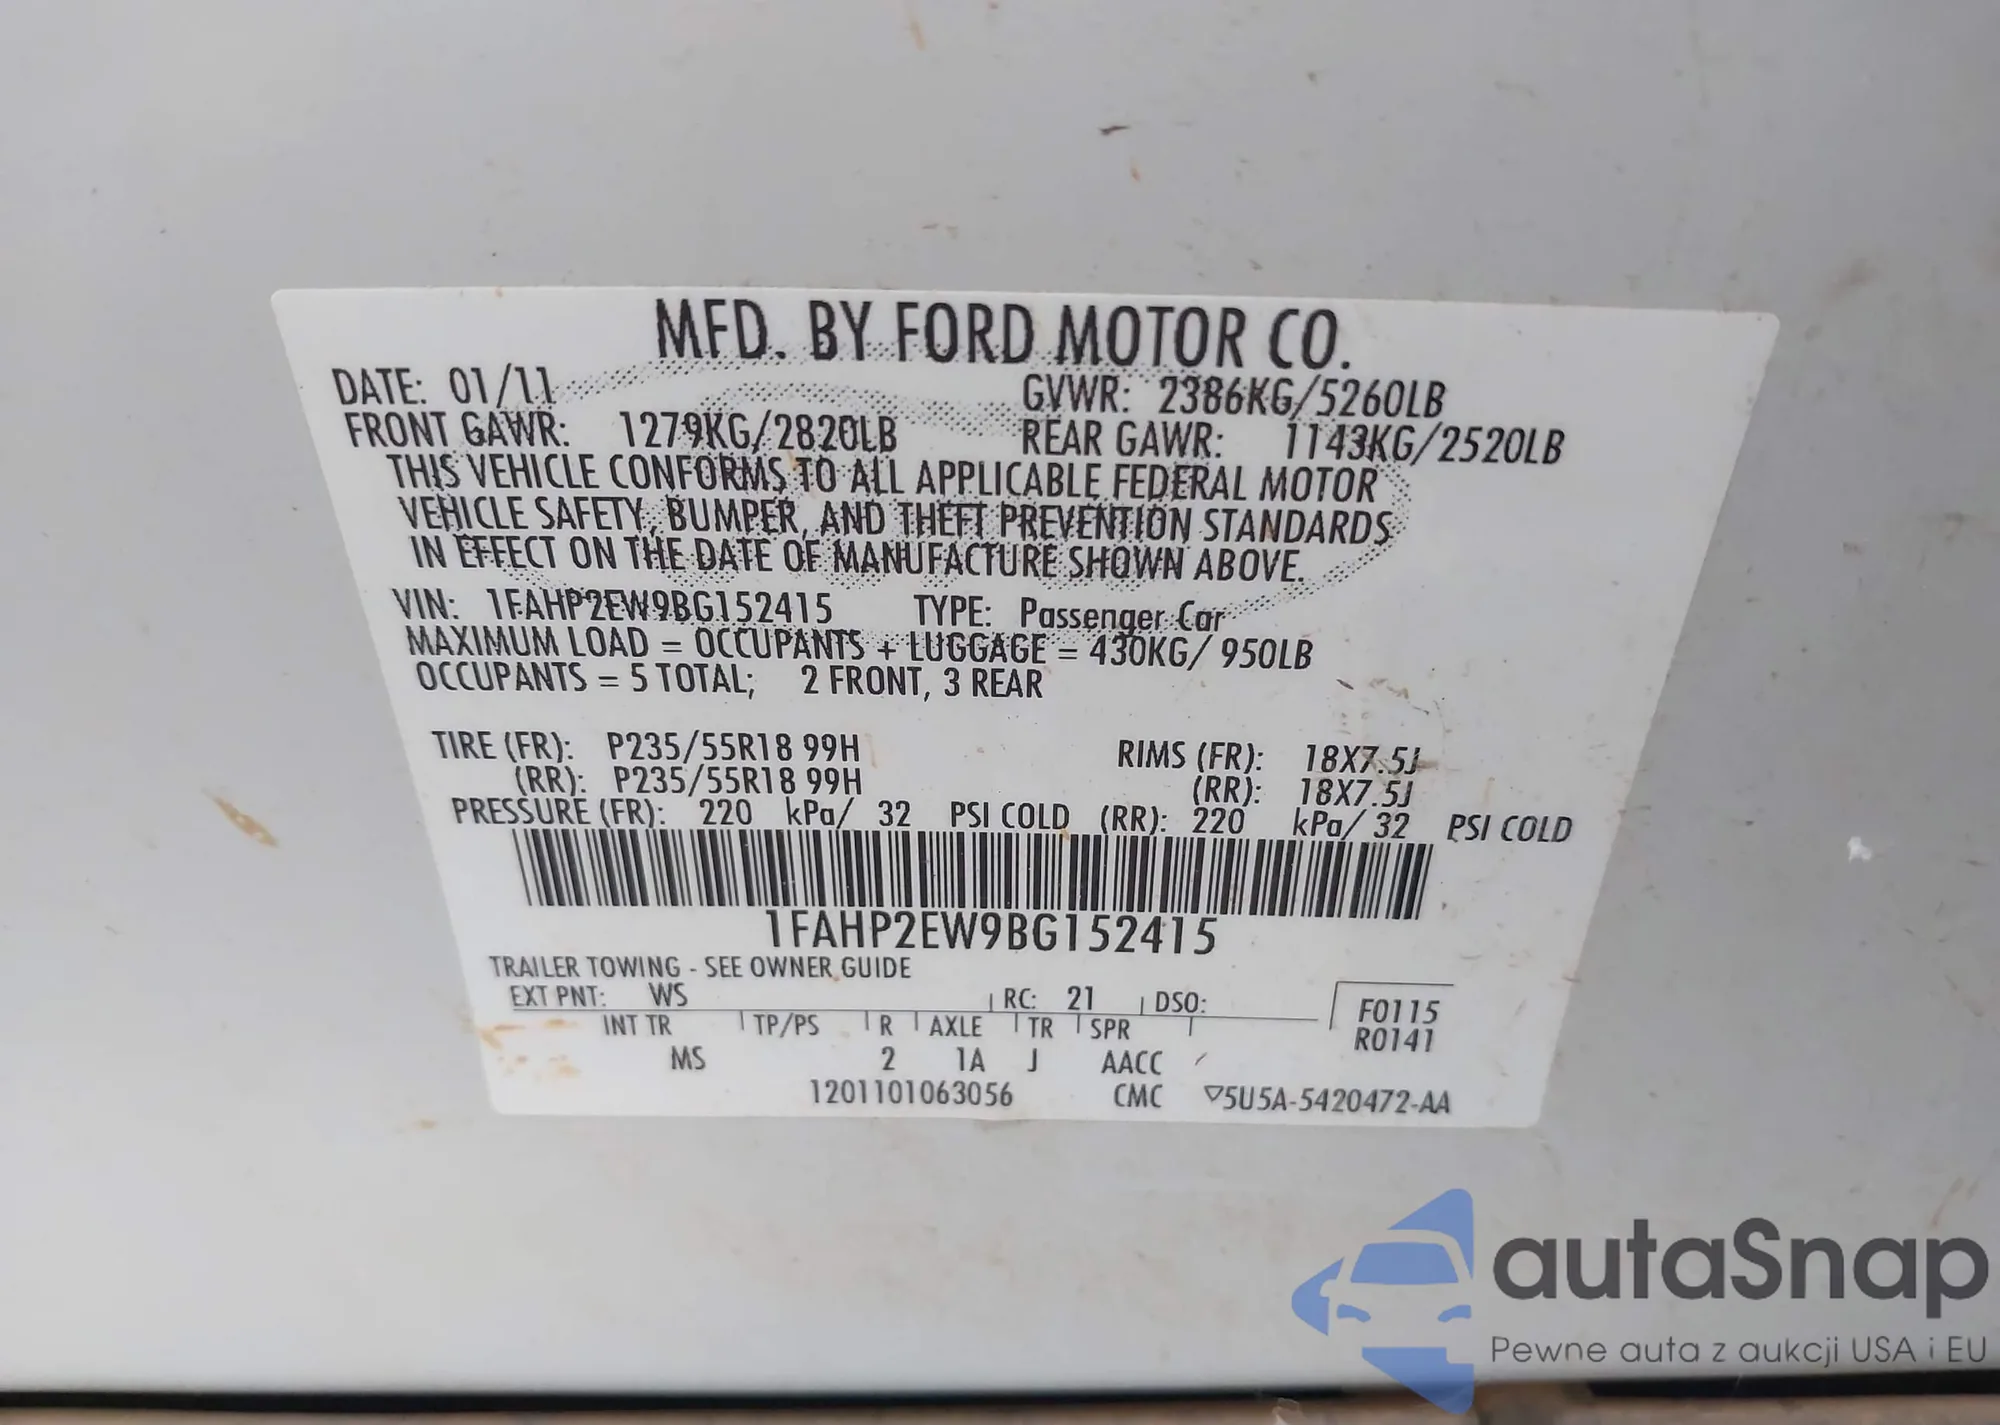 MFD. BY FORD MOTOR CO.
DATE: 01/11 GVWR: 2386KG/5260LB
FRONT GAWR: 1279KG/2820LB REAR GAWR: 1143KG/2520LB
THIS VEHICLE CONFORMS TO ALL APPLICABLE FEDERAL MOTOR
VEHICLE SAFETY, BUMPER, AND THEFT PREVENTION STANDARDS
IN EFFECT ON THE DATE OF MANUFACTURE SHOWN ABOVE.
VIN: 1FAHP2EW9BG152415 TYPE: Passenger Car
MAXIMUM LOAD = OCCUPANTS + LUGGAGE = 430KG/ 950LB
OCCUPANTS = 5 TOTAL; 2 FRONT, 3 REAR
TIRE (FR): P235/55R18 99H RIMS (FR): 18X7.5J
(RR): P235/55R18 99H (RR): 18X7.5J
PRESSURE (FR): 220 kPa/ 32 PSI COLD (RR): 220 kPa/ 32 PSI COLD
1FAHP2EW9BG152415
TRAILER TOWING - SEE OWNER GUIDE
EXT PNT: WS RC: 21 DSO: F0115
INT TR TP/PS R AXLE TR SPR R0141
MS 2 1A J AACC
1201101063056 CMC ▽5U5A-5420472-AA
autaSnap
Pewne auta z aukcji USA i EU